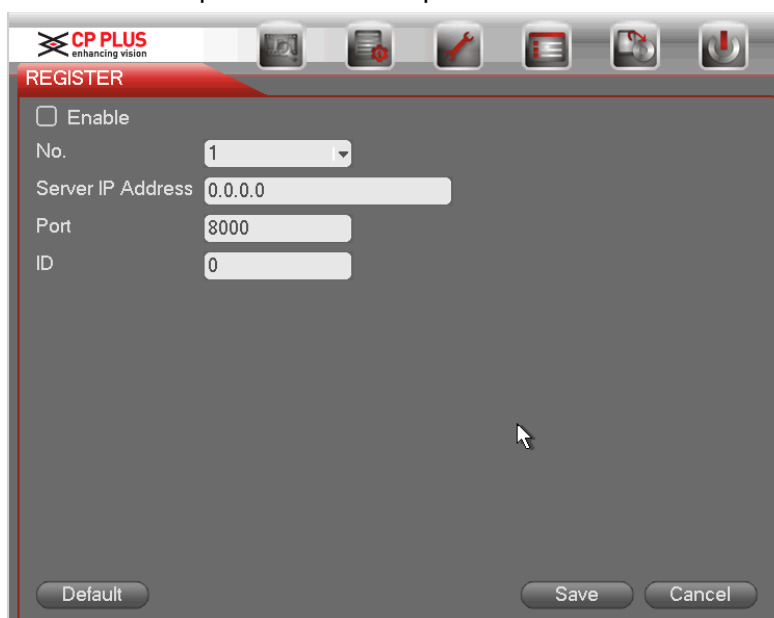 CP PLUS
enhancing vision
REGISTER
Enable
No. 1
Server IP Address 0.0.0.0
Port 8000
ID 0
Default Save Cancel